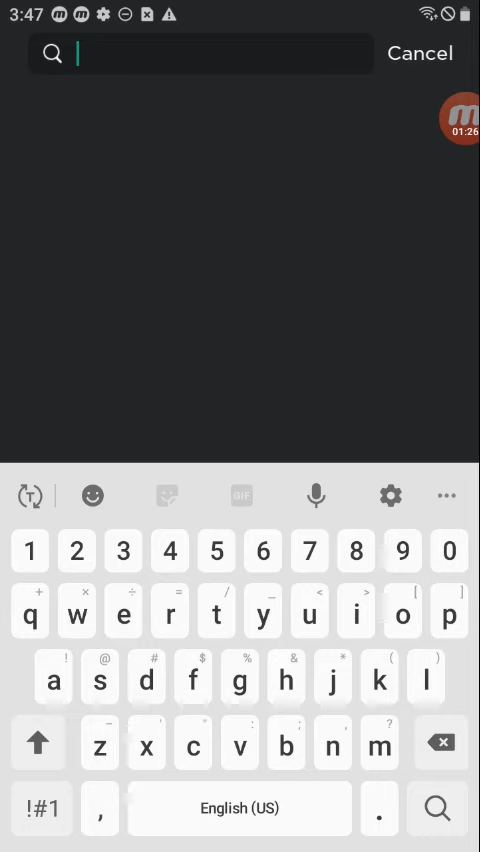 3:47
Cancel
m
01:26
T
GIF
1 2 3 4 5 6 7 8 9 0
+ × ÷ = / _ < > [ ]
q w e r t y u i o p
! @ # $ % & * ( )
a s d f g h j k l
- ' " : ; , ?
z x c v b n m
!#1 , English (US) .